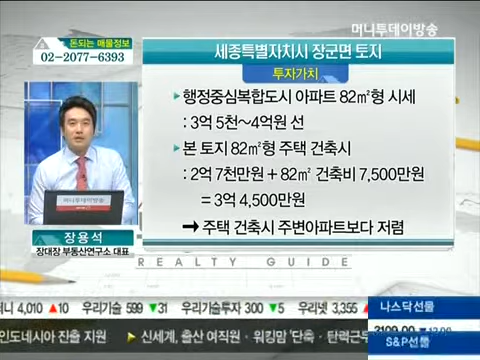 돈되는 매물정보
02-2077-6393
머니투데이방송
세종특별자치시 장군면 토지
투자가치
▸행정중심복합도시 아파트 82㎡형 시세
: 3억 5천~4억원 선
▸본 토지 82㎡형 주택 건축시
: 2억 7천만원 + 82㎡ 건축비 7,500만원
= 3억 4,500만원
➞ 주택 건축시 주변아파트보다 저렴
머니투데이방송
장용석
장대장 부동산연구소 대표
REALTY GUIDE
4,010 ▲10 우리기술 599 ▼31 우리기술투자 300 ▼5 우리넷 3,355
나스닥선물
인도네시아 진출 지원 ▶ 신세계, 출산 여직원 · 워킹맘 '단축 · 탄력근무
S&P선물